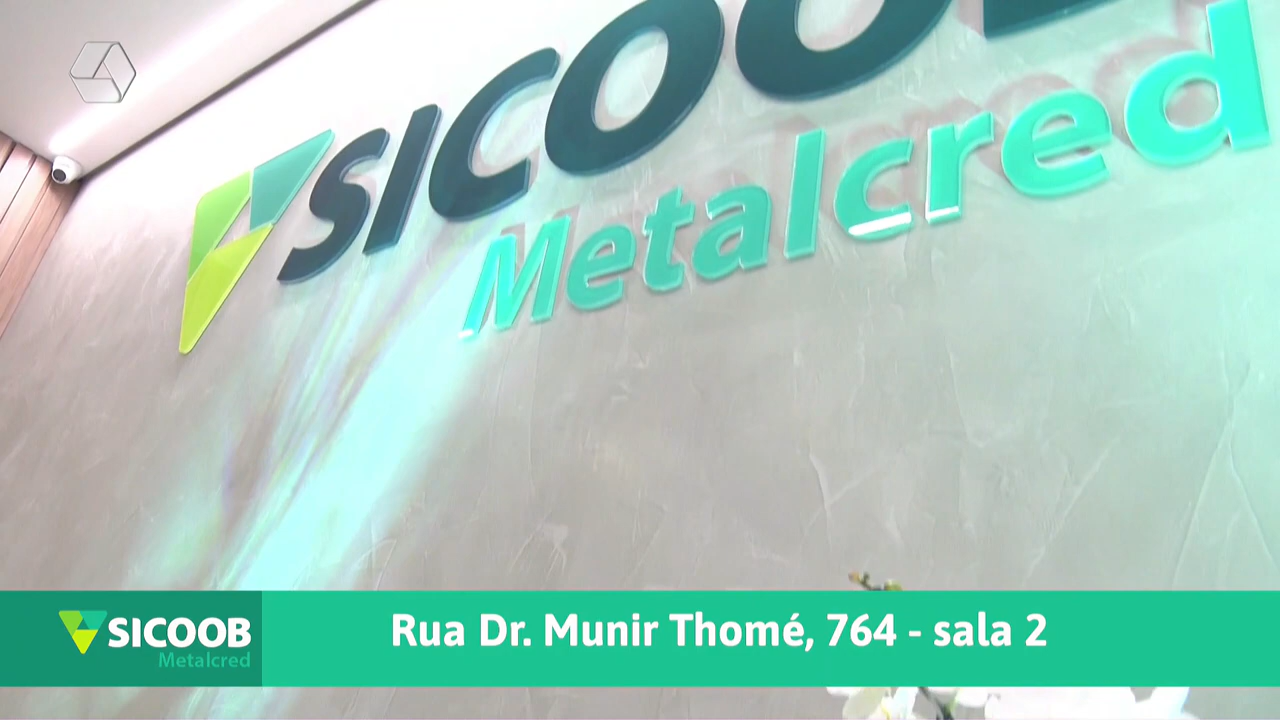 SICOOB
Metalcred
SICOOB
Metalcred
Rua Dr. Munir Thomé, 764 - sala 2